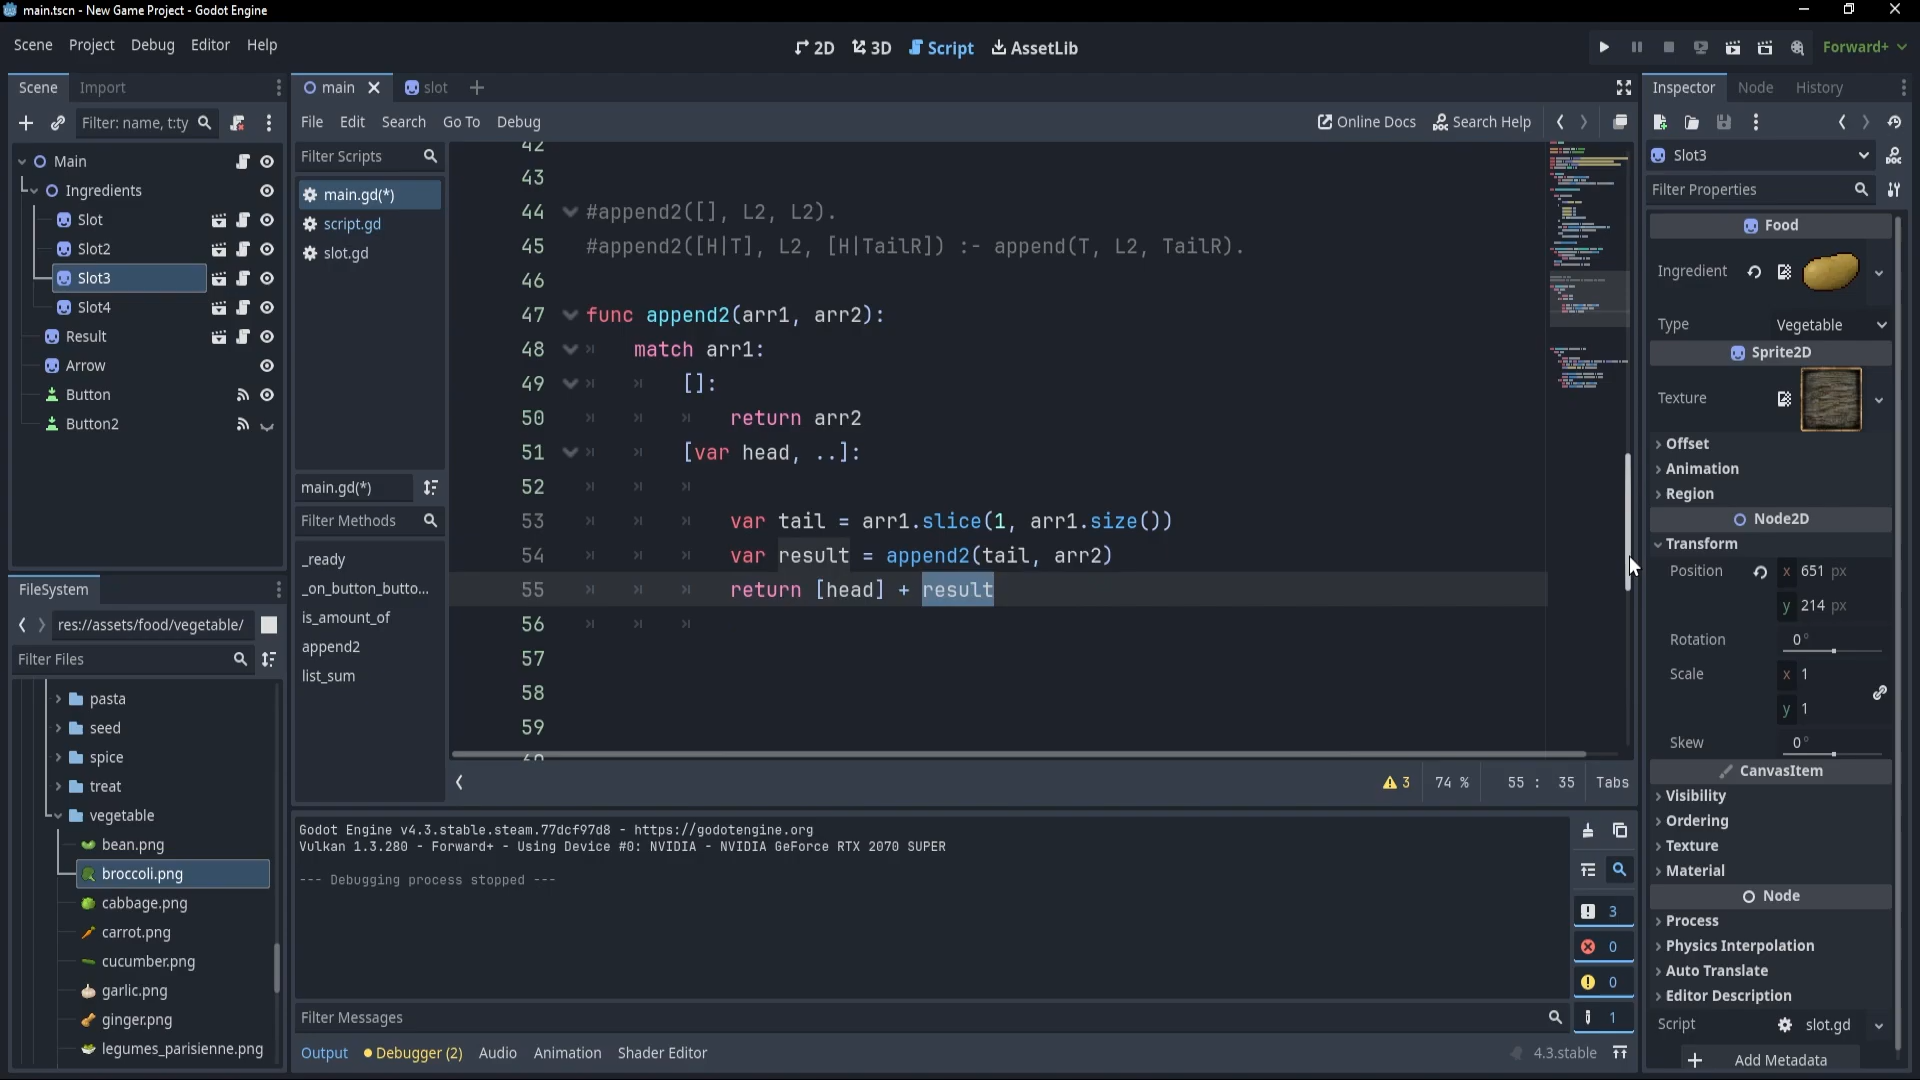 main.tscn - New Game Project - Godot Engine
Scene Project Debug Editor Help
2D 3D Script AssetLib
Forward+
Scene Import
Filter: name, t:ty
Main
Ingredients
Slot
Slot2
Slot3
Slot4
Result
Arrow
Button
Button2
FileSystem
res://assets/food/vegetable/
Filter Files
pasta
seed
spice
treat
vegetable
bean.png
broccoli.png
cabbage.png
carrot.png
cucumber.png
garlic.png
ginger.png
legumes_parisienne.png
main slot
File Edit Search Go To Debug
Online Docs Search Help
Filter Scripts
main.gd(*)
script.gd
slot.gd
main.gd(*)
Filter Methods
_ready
_on_button_butto...
is_amount_of
append2
list_sum
42
43
44 #append2([], L2, L2).
45 #append2([H|T], L2, [H|TailR]) :- append(T, L2, TailR).
46
47 func append2(arr1, arr2):
48 match arr1:
49 []:
50 return arr2
51 [var head, ..]:
52
53 var tail = arr1.slice(1, arr1.size())
54 var result = append2(tail, arr2)
55 return [head] + result
56
57
58
59
60
3 74 % 55 : 35 Tabs
Godot Engine v4.3.stable.steam.77dcf97d8 - https://godotengine.org
Vulkan 1.3.280 - Forward+ - Using Device #0: NVIDIA - NVIDIA GeForce RTX 2070 SUPER
--- Debugging process stopped ---
3
0
0
1
Filter Messages
Output Debugger (2) Audio Animation Shader Editor
4.3.stable
Inspector Node History
Slot3
Filter Properties
Food
Ingredient
Type Vegetable
Sprite2D
Texture
Offset
Animation
Region
Node2D
Transform
Position x 651 px
y 214 px
Rotation 0 °
Scale x 1
y 1
Skew 0 °
CanvasItem
Visibility
Ordering
Texture
Material
Node
Process
Physics Interpolation
Auto Translate
Editor Description
Script slot.gd
Add Metadata